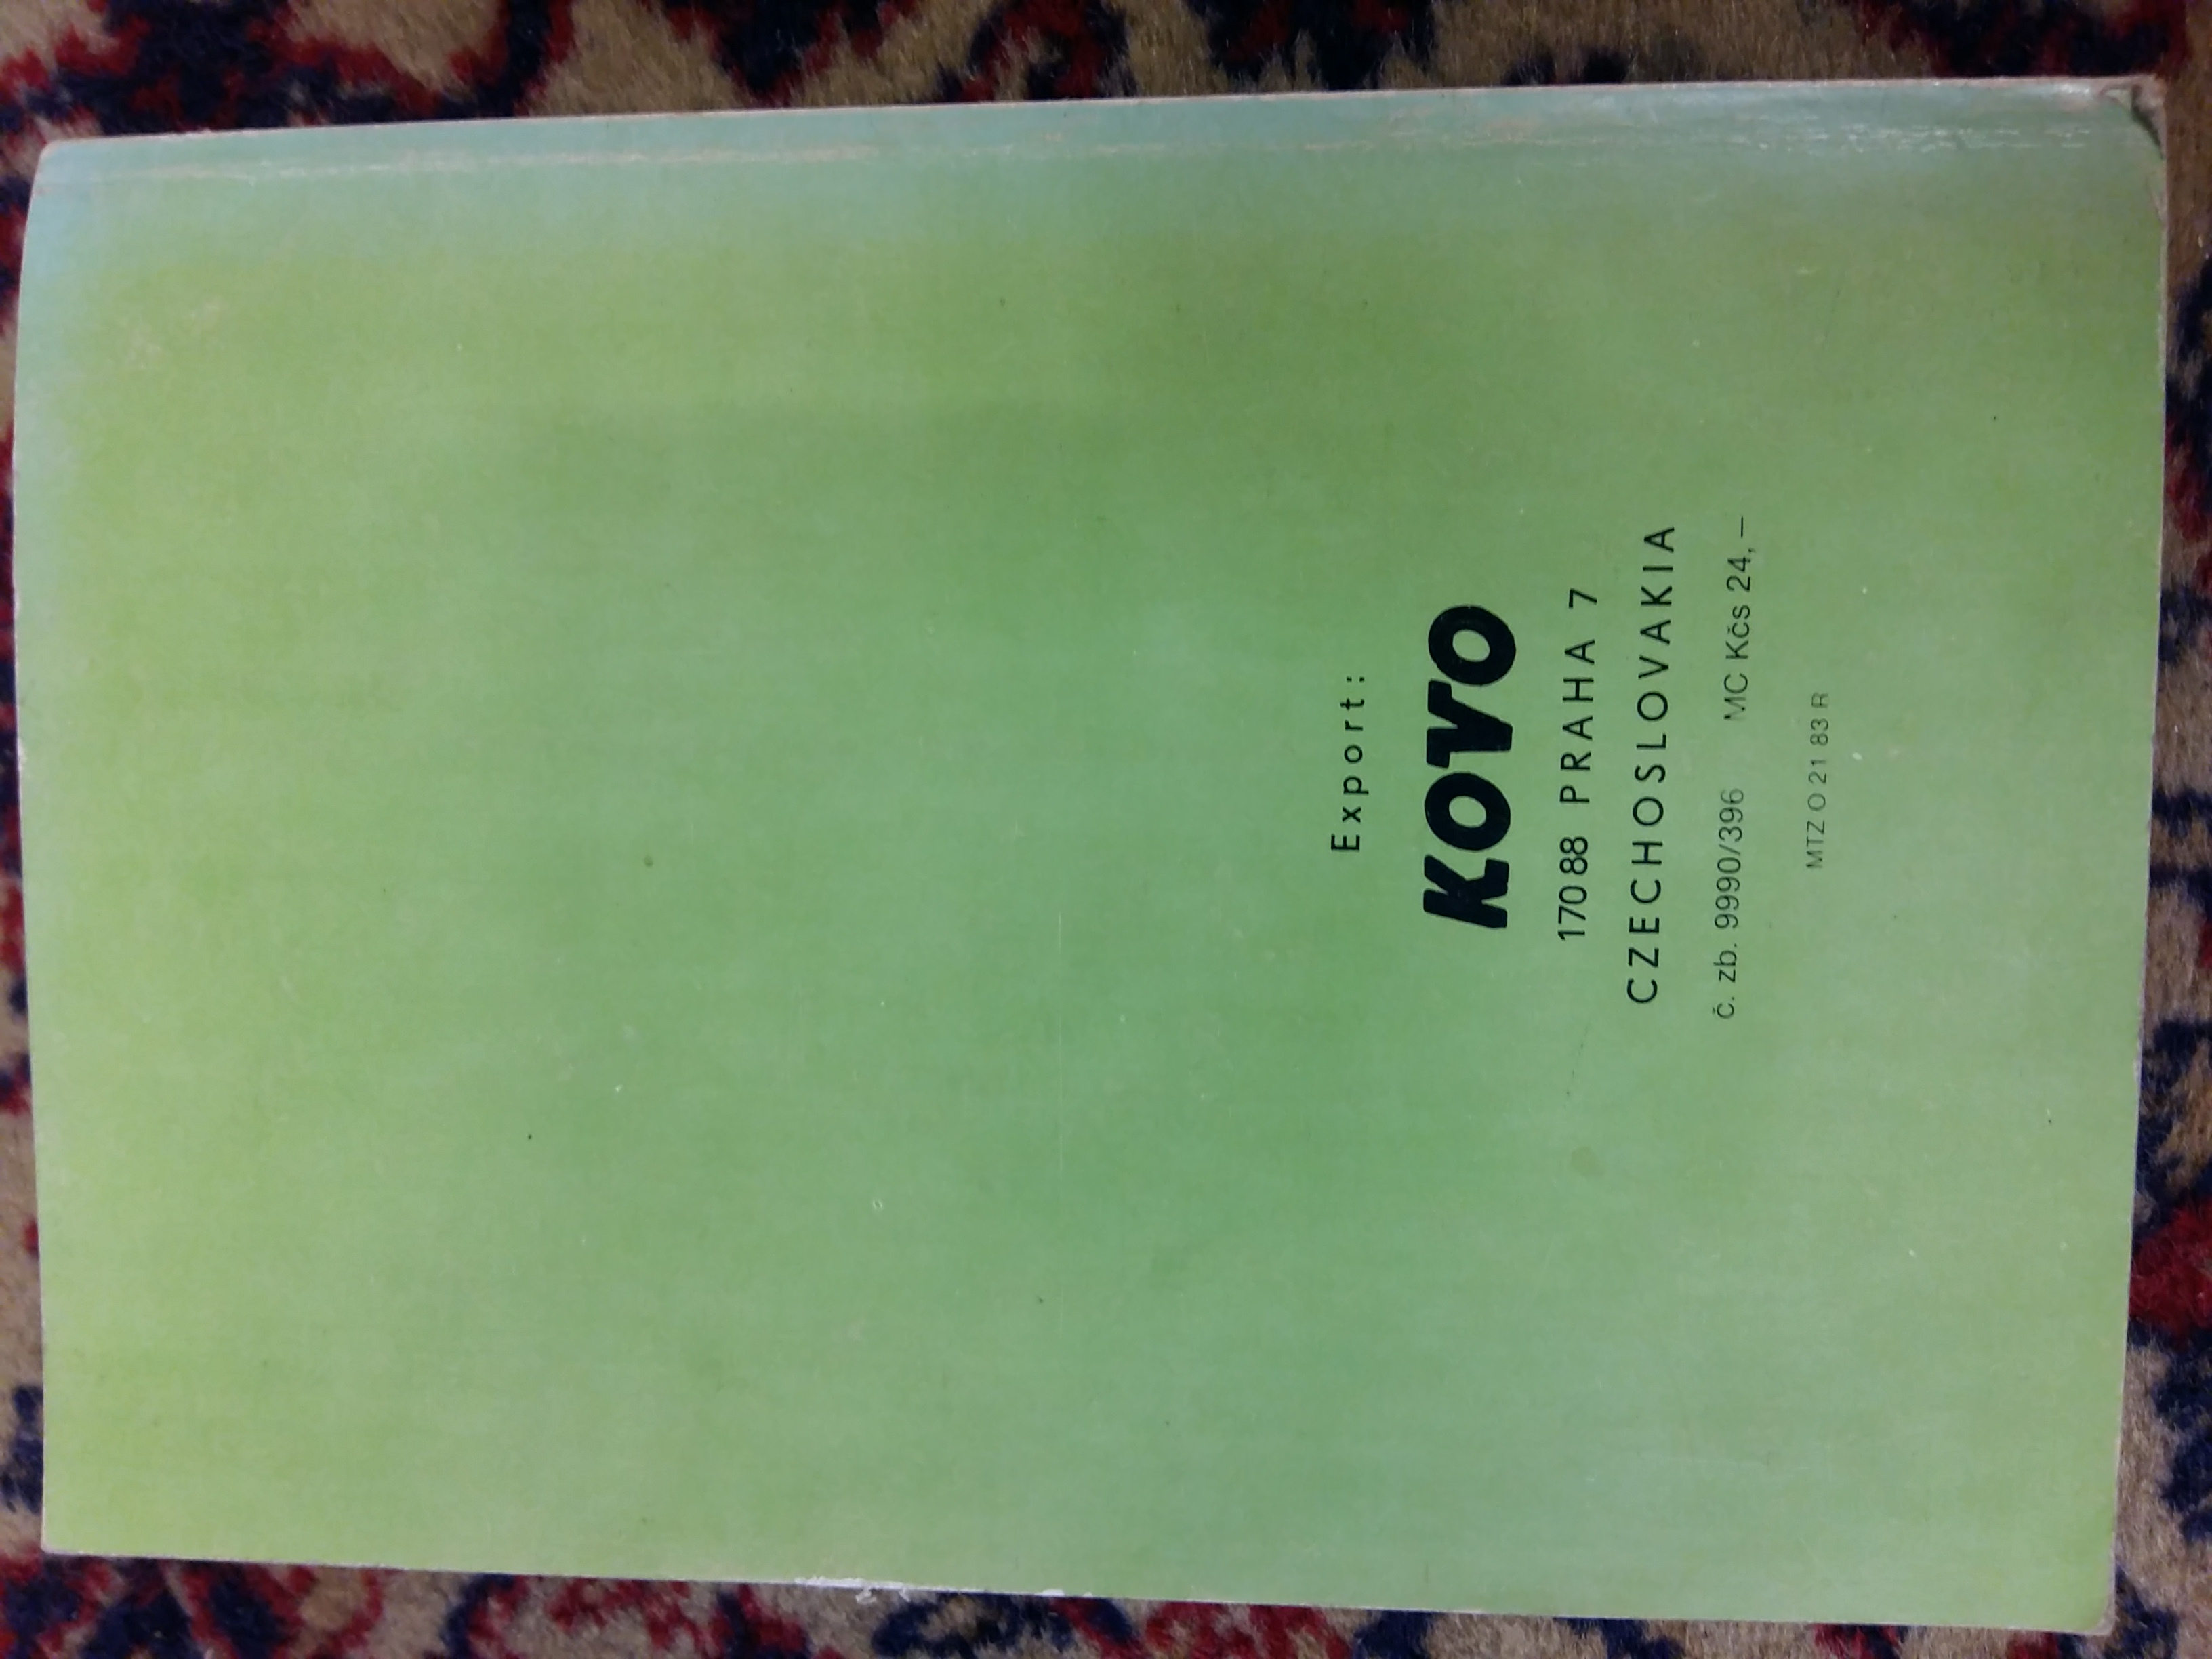 Export:
KOVO
170 88 PRAHA 7
CZECHOSLOVAKIA
Č. zb. 9990/396 MC Kčs 24,—
MTZ O 21 83 R